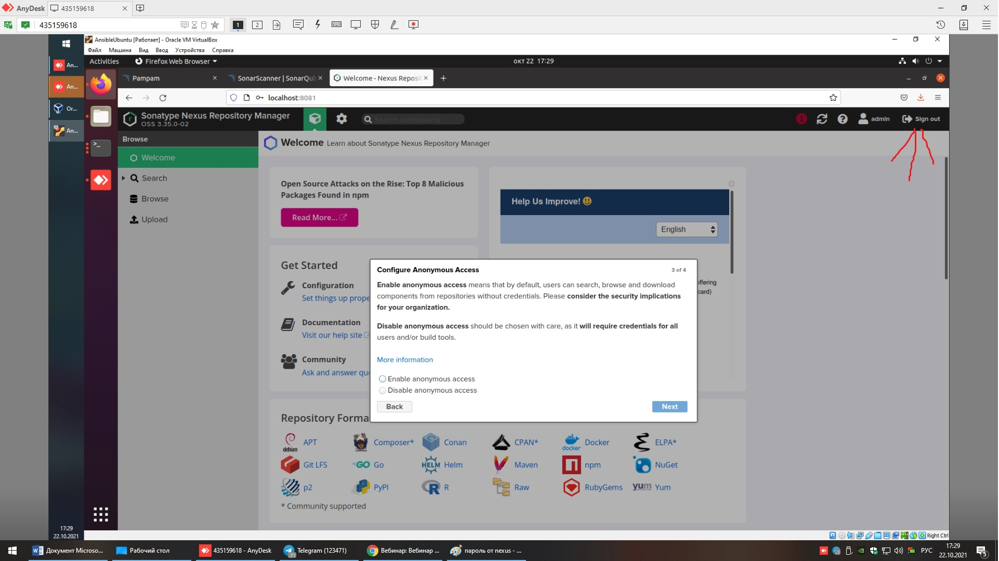 AnyDesk
435159618
435159618
1
2
AnsibleUbuntu [Работает] - Oracle VM VirtualBox
Файл Машина Вид Ввод Устройства Справка
Activities
Firefox Web Browser
окт 22 17:29
An...
An...
Or...
An...
Pampam
SonarScanner | SonarQub
Welcome - Nexus Reposit
localhost:8081
Sonatype Nexus Repository Manager
OSS 3.35.0-02
Search components
admin
Sign out
Browse
Welcome
Search
Browse
Upload
Welcome Learn about Sonatype Nexus Repository Manager
Open Source Attacks on the Rise: Top 8 Malicious
Packages Found in npm
Read More...
Help Us Improve!
English
Get Started
Configuration
Set things up prope
Documentation
Visit our help site
Community
Ask and answer que
offering
card)
Configure Anonymous Access
3 of 4
Enable anonymous access means that by default, users can search, browse and download
components from repositories without credentials. Please consider the security implications
for your organization.
Disable anonymous access should be chosen with care, as it will require credentials for all
users and/or build tools.
More information
Enable anonymous access
Disable anonymous access
Back
Next
Repository Forma
debian APT
Composer*
Conan
CPAN*
docker Docker
ELPA*
Git LFS
GO Go
HELM Helm
Maven
npm
NuGet
p2
PyPI
R R
Raw
RubyGems
yum Yum
* Community supported
17:29
22.10.2021
Right Ctrl
Документ Microso...
Рабочий стол
435159618 - AnyDesk
Telegram (123471)
71
Вебинар: Вебинар ...
пароль от nexus - ...
РУС
17:29
22.10.2021
5